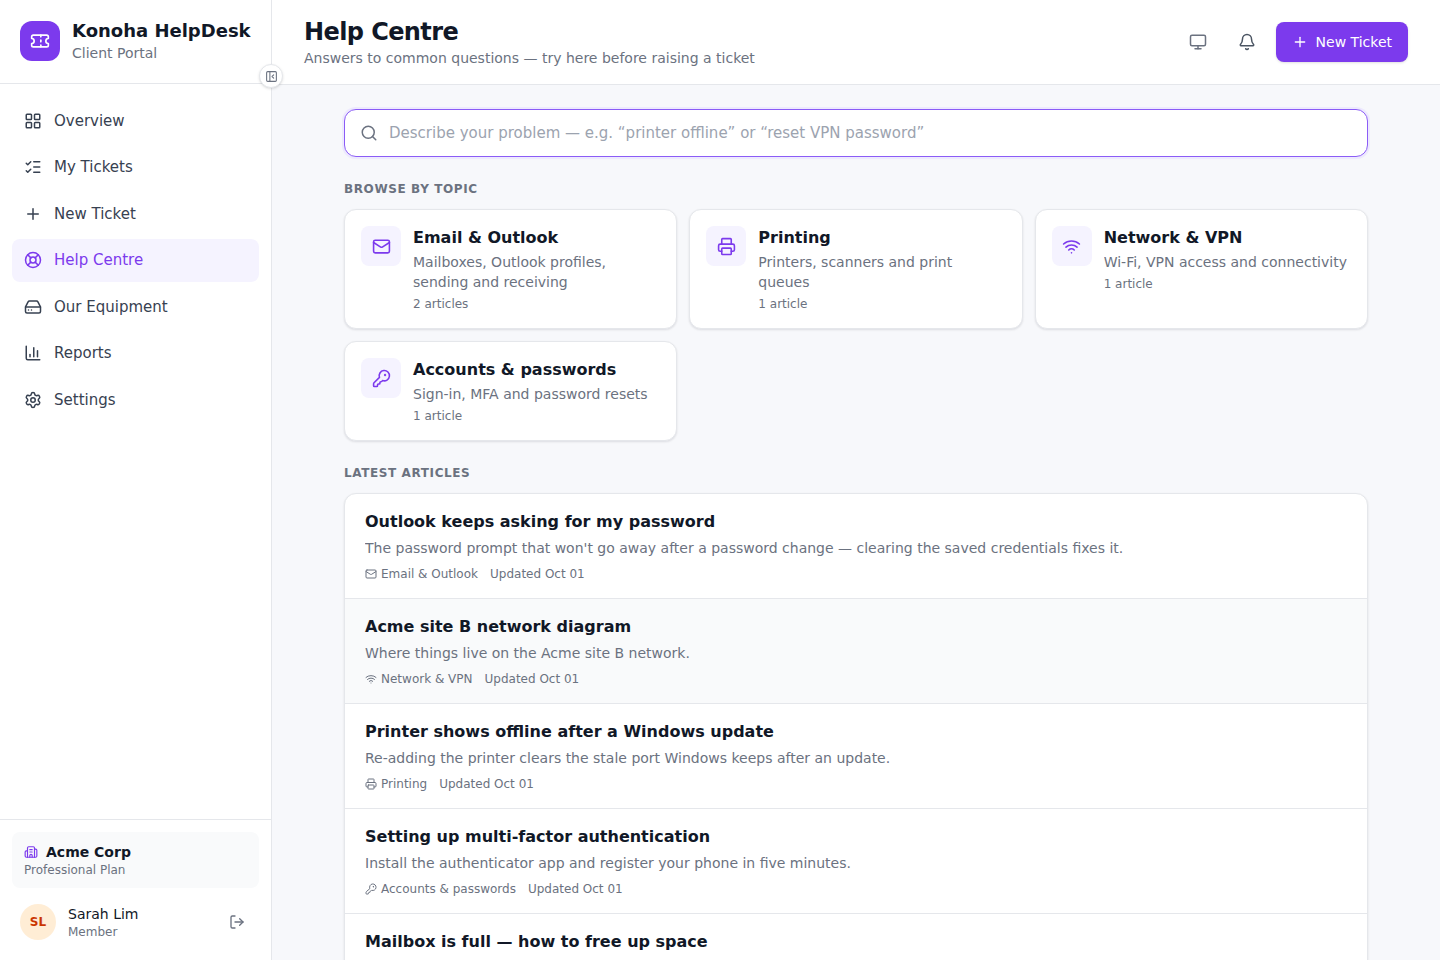 Konoha HelpDesk
Client Portal
Overview
My Tickets
New Ticket
Help Centre
Our Equipment
Reports
Settings
Acme Corp
Professional Plan
SL
Sarah Lim
Member
Help Centre
Answers to common questions — try here before raising a ticket
New Ticket
Describe your problem — e.g. “printer offline” or “reset VPN password”
BROWSE BY TOPIC
Email & Outlook
Mailboxes, Outlook profiles,
sending and receiving
2 articles
Printing
Printers, scanners and print
queues
1 article
Network & VPN
Wi-Fi, VPN access and connectivity
1 article
Accounts & passwords
Sign-in, MFA and password resets
1 article
LATEST ARTICLES
Outlook keeps asking for my password
The password prompt that won't go away after a password change — clearing the saved credentials fixes it.
Email & Outlook Updated Oct 01
Acme site B network diagram
Where things live on the Acme site B network.
Network & VPN Updated Oct 01
Printer shows offline after a Windows update
Re-adding the printer clears the stale port Windows keeps after an update.
Printing Updated Oct 01
Setting up multi-factor authentication
Install the authenticator app and register your phone in five minutes.
Accounts & passwords Updated Oct 01
Mailbox is full — how to free up space